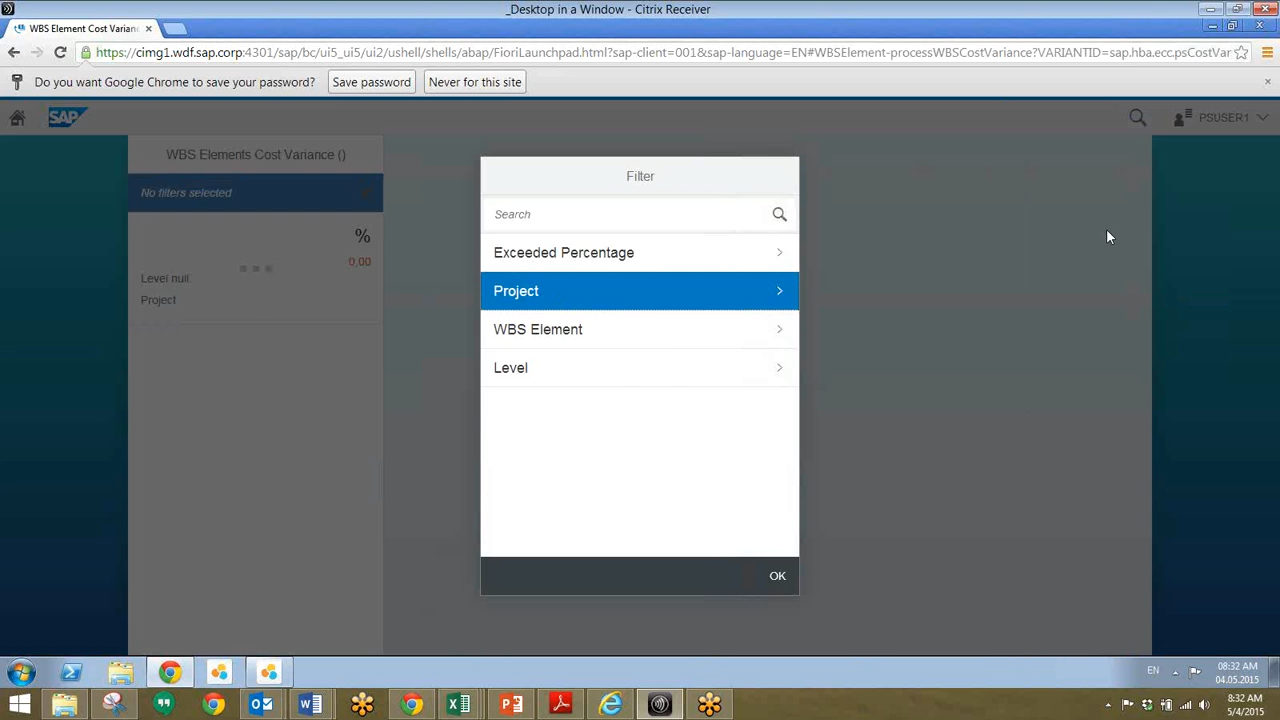 _Desktop in a Window - Citrix Receiver
WBS Element Cost Varianc
https://cimg1.wdf.sap.corp:4301/sap/bc/ui5_ui5/ui2/ushell/shells/abap/FioriLaunchpad.html?sap-client=001&sap-language=EN#WBSElement-processWBSCostVariance?VARIANTID=sap.hba.ecc.psCostVar
Do you want Google Chrome to save your password?
Save password
Never for this site
SAP
PSUSER1
WBS Elements Cost Variance ()
No filters selected
%
0,00
Level null
Project
Filter
Search
Exceeded Percentage
Project
WBS Element
Level
OK
EN
08:32 AM
04.05.2015
8:32 AM
5/4/2015